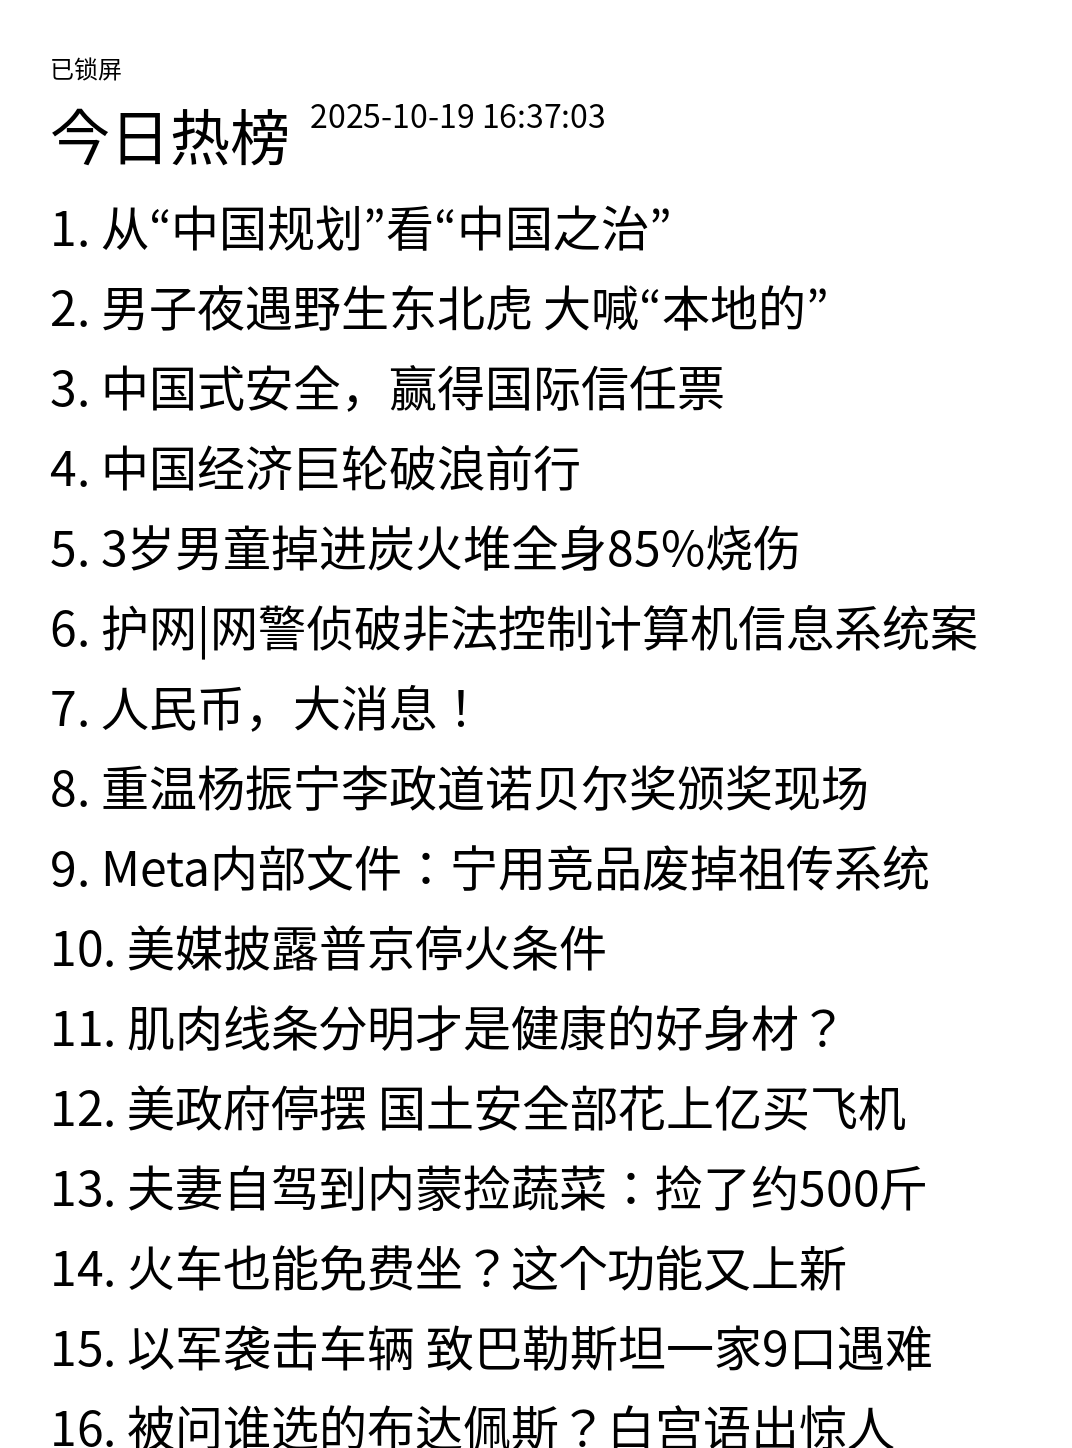 已锁屏
今日热榜 2025-10-19 16:37:03
1. 从“中国规划”看“中国之治”
2. 男子夜遇野生东北虎 大喊“本地的”
3. 中国式安全，赢得国际信任票
4. 中国经济巨轮破浪前行
5. 3岁男童掉进炭火堆全身85%烧伤
6. 护网|网警侦破非法控制计算机信息系统案
7. 人民币，大消息！
8. 重温杨振宁李政道诺贝尔奖颁奖现场
9. Meta内部文件：宁用竞品废掉祖传系统
10. 美媒披露普京停火条件
11. 肌肉线条分明才是健康的好身材？
12. 美政府停摆 国土安全部花上亿买飞机
13. 夫妻自驾到内蒙捡蔬菜：捡了约500斤
14. 火车也能免费坐？这个功能又上新
15. 以军袭击车辆 致巴勒斯坦一家9口遇难
16. 被问谁选的布达佩斯？白宫语出惊人